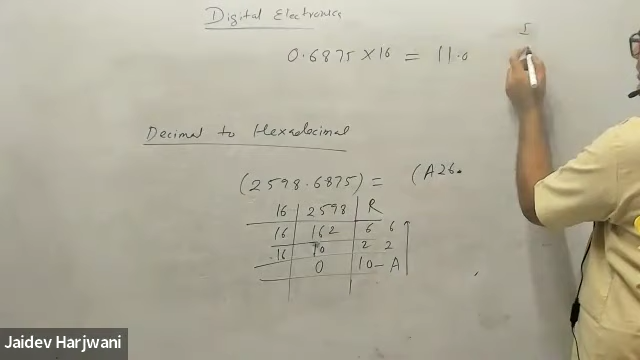 Digital Electronics
I
0.6875 × 16 = 11.0
Decimal to Hexadecimal
(2598.6875) = (A26.
16 2598 R
16 162 6 6
16 10 2 2
0 10 – A
Jaidev Harjwani